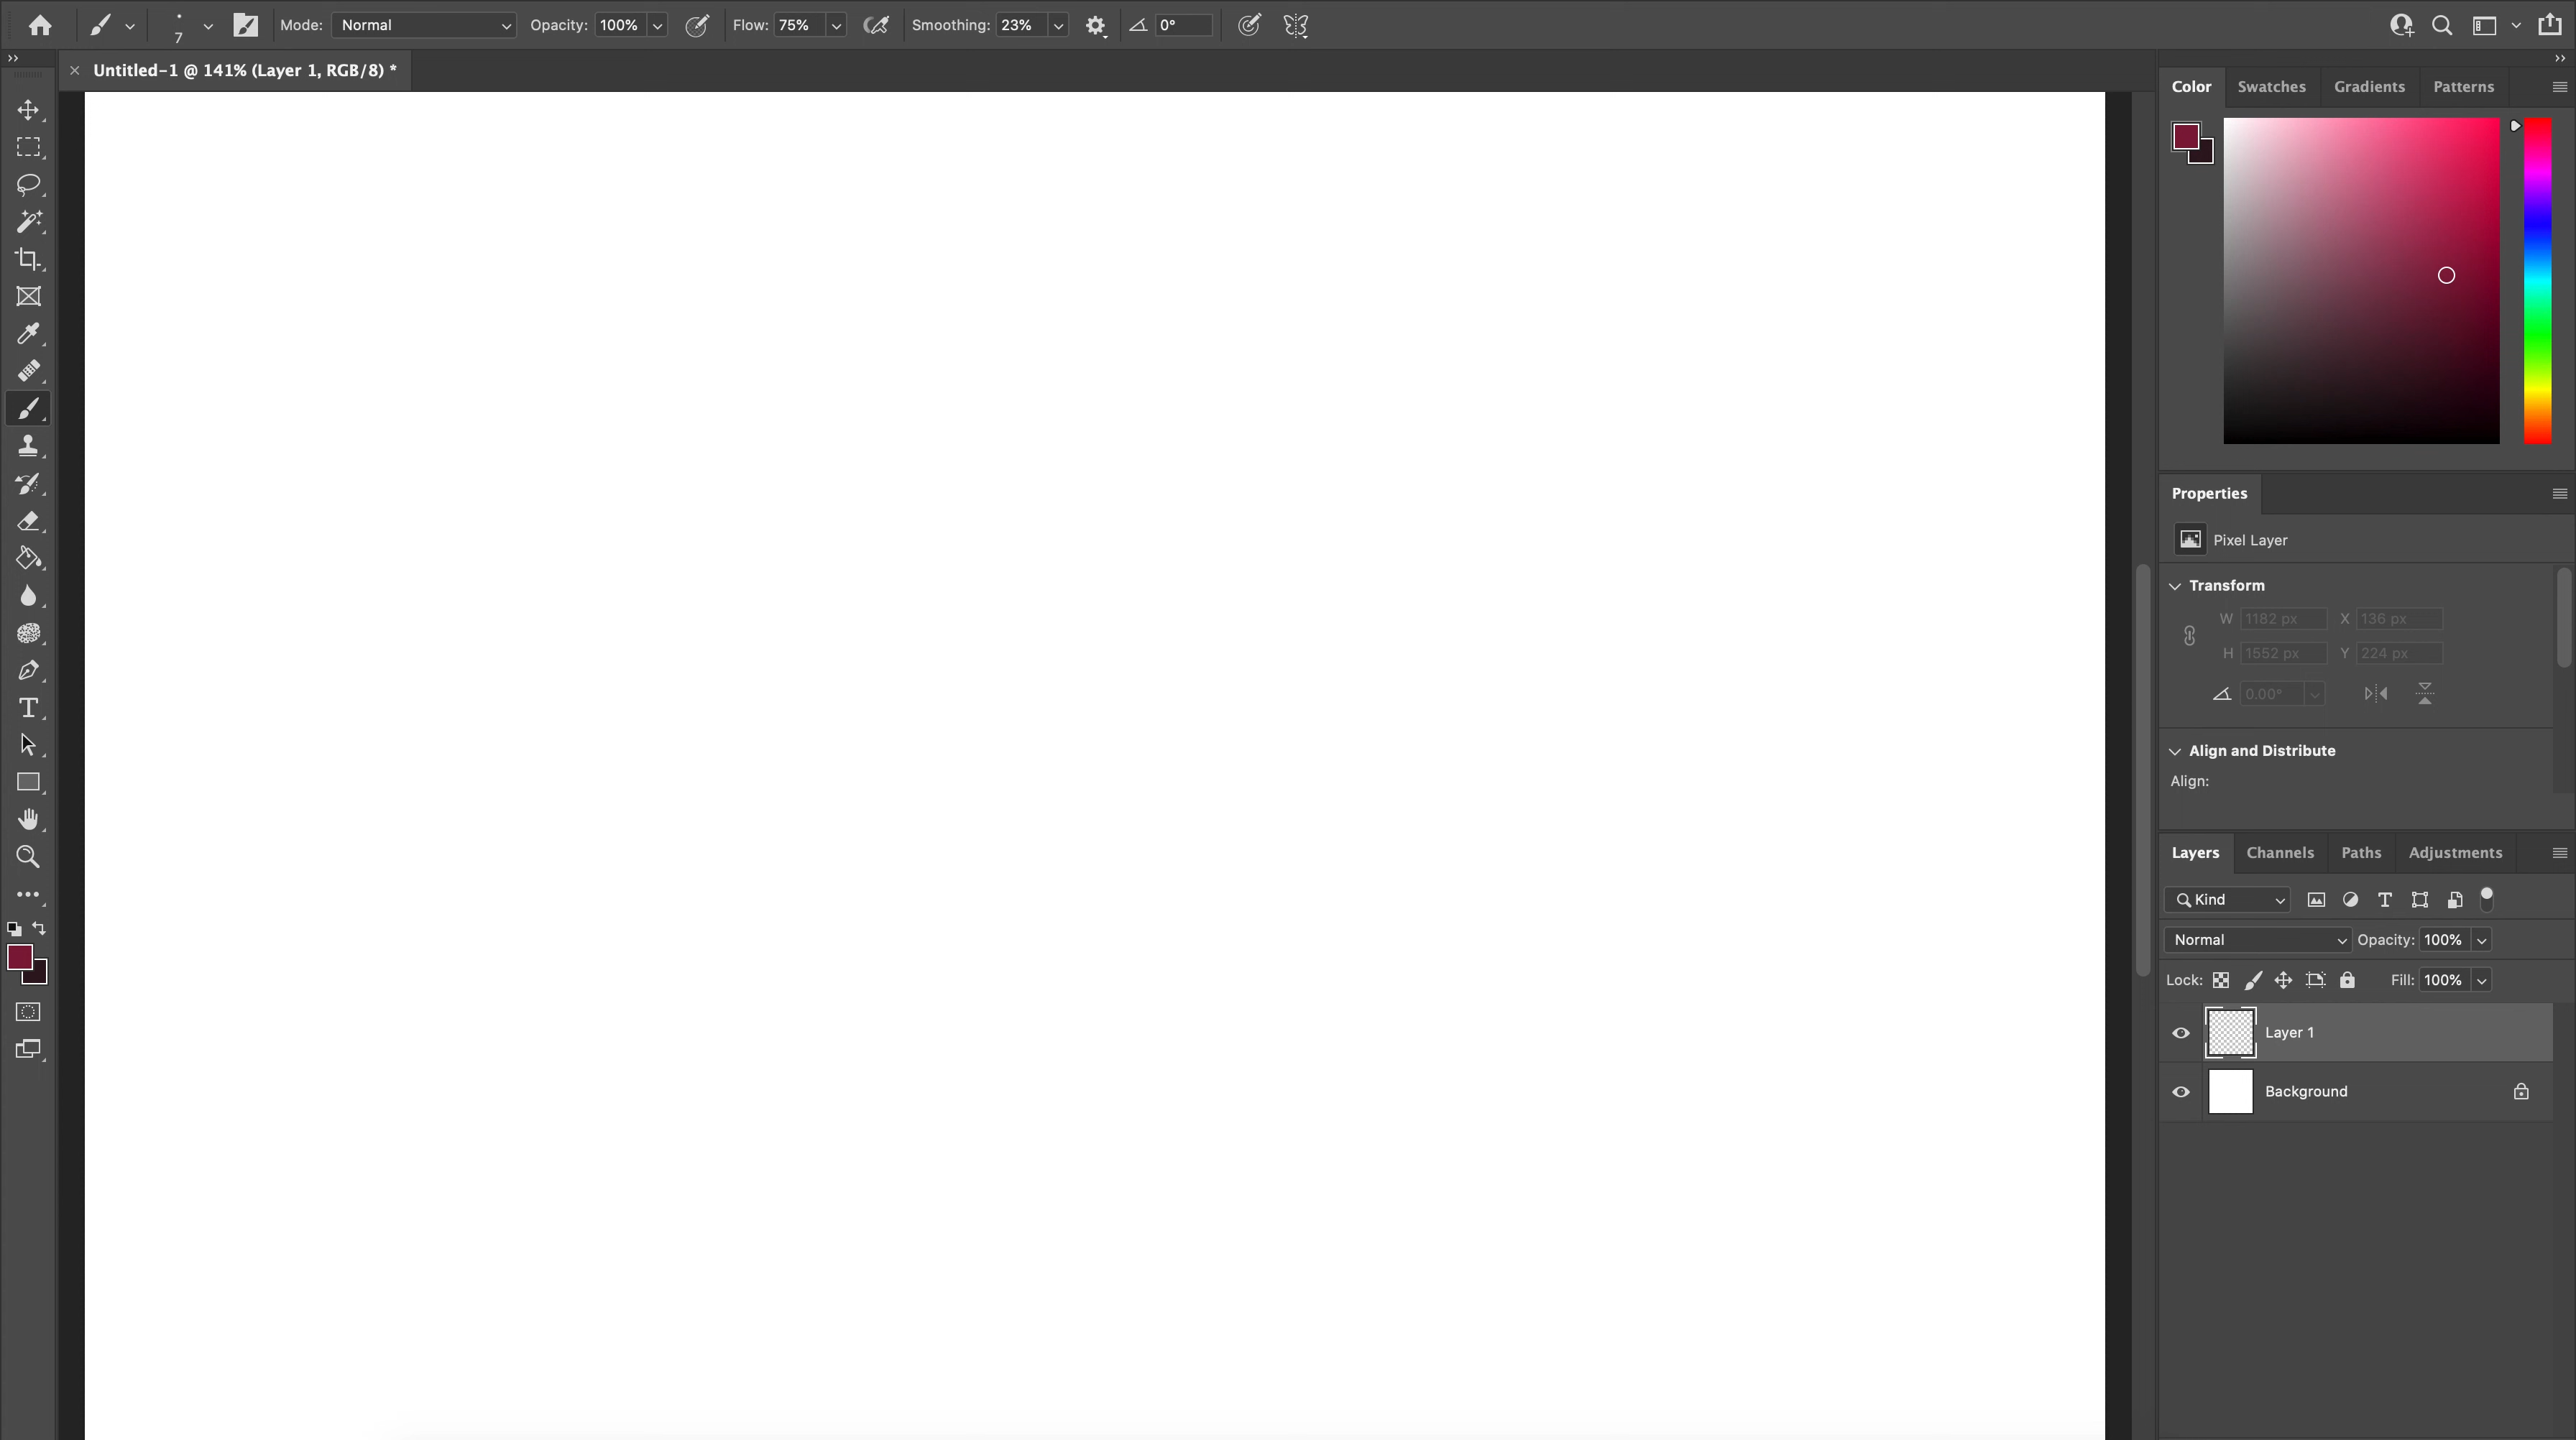 7 Mode: Normal Opacity: 100% Flow: 75% Smoothing: 23% 0°
Untitled-1 @ 141% (Layer 1, RGB/8) *
Color Swatches Gradients Patterns
Properties
Pixel Layer
Transform
W 1182 px X 136 px
H 1552 px Y 224 px
0.00°
Align and Distribute
Align:
Layers Channels Paths Adjustments
Kind
Normal Opacity: 100%
Lock: Fill: 100%
Layer 1
Background